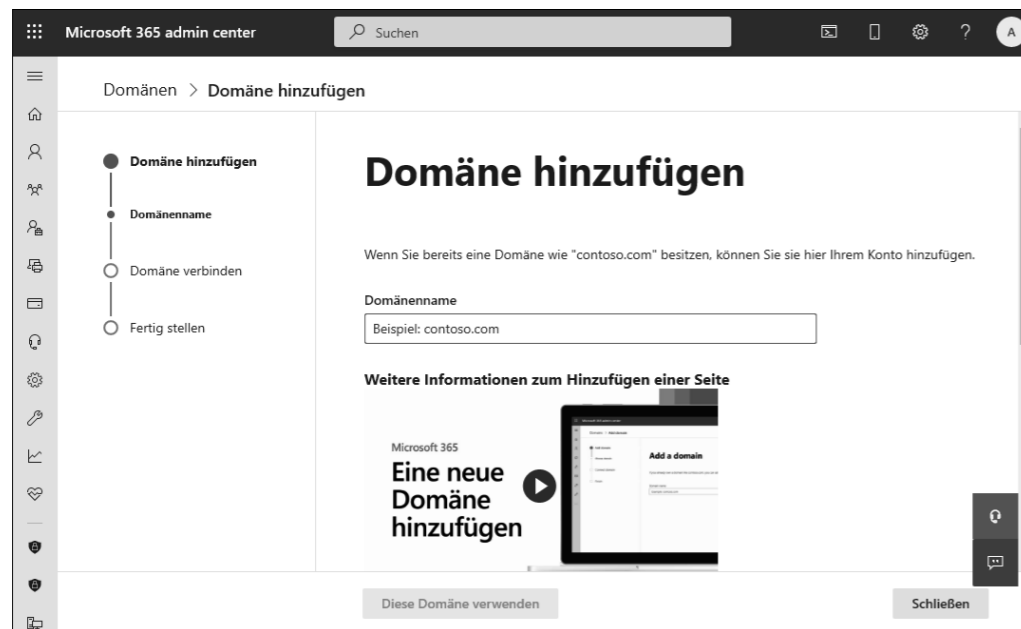 Microsoft 365 admin center
Suchen
A
Domänen > Domäne hinzufügen
Domäne hinzufügen
Domänenname
Domäne verbinden
Fertig stellen
Domäne hinzufügen
Wenn Sie bereits eine Domäne wie "contoso.com" besitzen, können Sie sie hier Ihrem Konto hinzufügen.
Domänenname
Beispiel: contoso.com
Weitere Informationen zum Hinzufügen einer Seite
Microsoft 365
Eine neue
Domäne
hinzufügen
Add a domain
Diese Domäne verwenden
Schließen